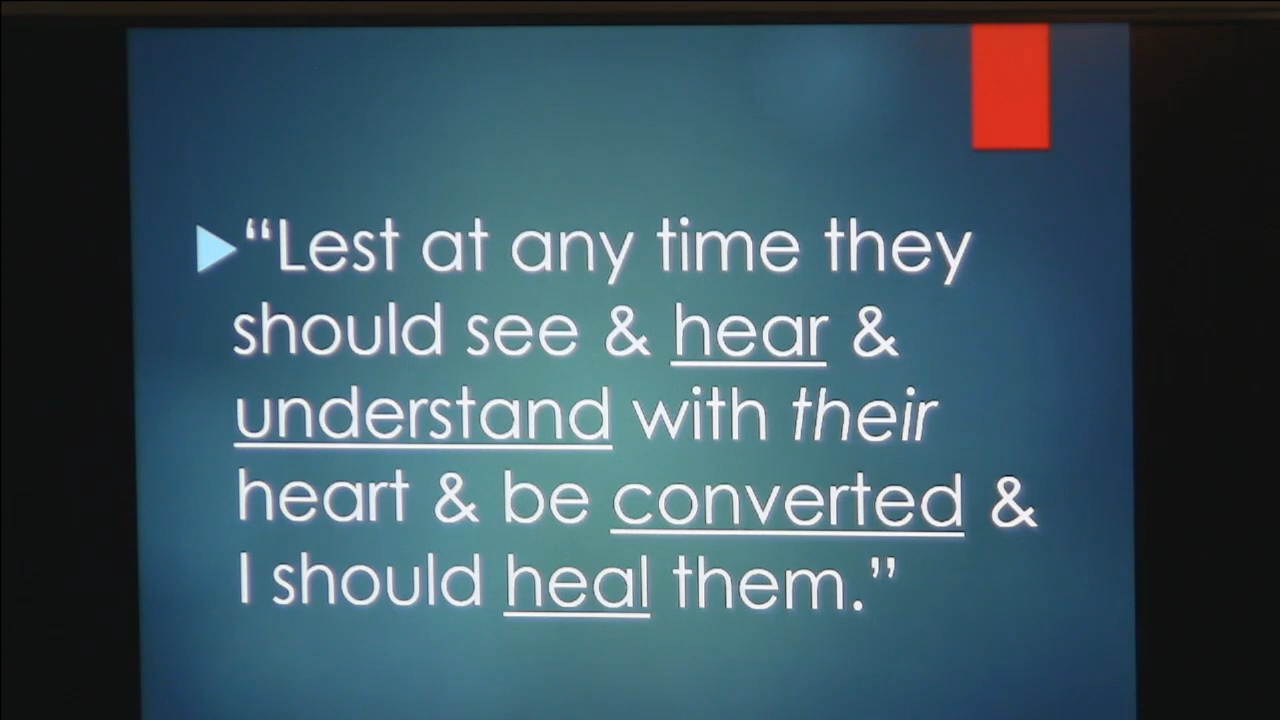 “Lest at any time they
should see & hear &
understand with their
heart & be converted &
I should heal them.”